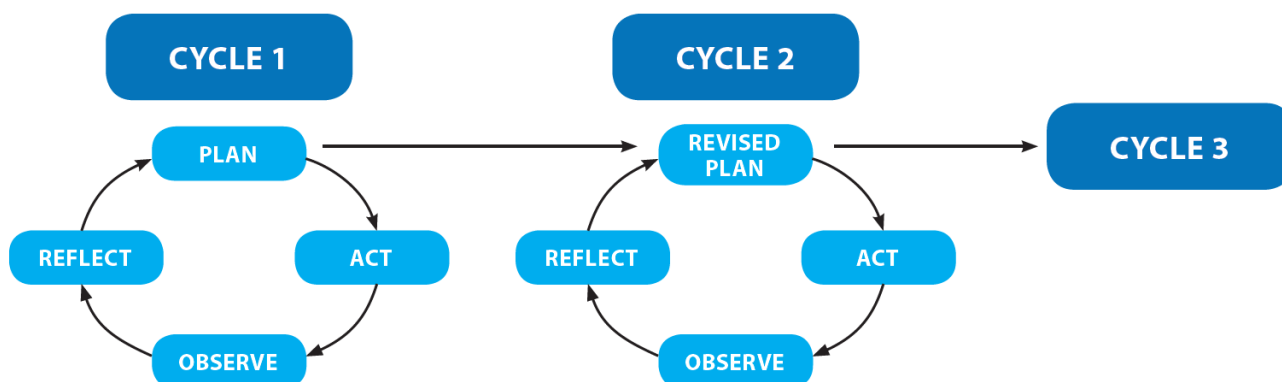 CYCLE 1
CYCLE 2
CYCLE 3
PLAN
REVISED
PLAN
REFLECT
ACT
REFLECT
ACT
OBSERVE
OBSERVE